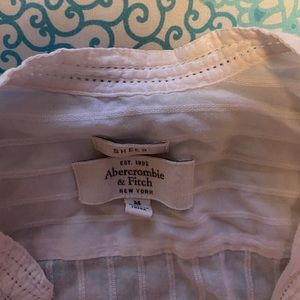 SHEER
EST. 1892
Abercrombie
& Fitch
NEW YORK
M